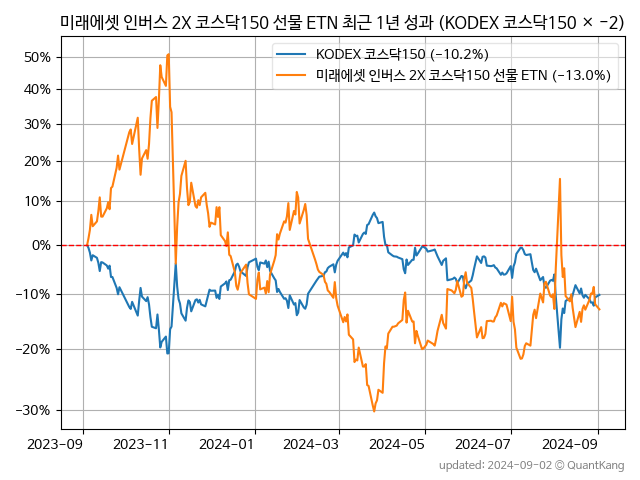 미래에셋 인버스 2X 코스닥150 선물 ETN 최근 1년 성과 (KODEX 코스닥150 × −2)
KODEX 코스닥150 (−10.2%)
미래에셋 인버스 2X 코스닥150 선물 ETN (−13.0%)
50%
40%
30%
20%
10%
0%
−10%
−20%
−30%
2023-09 2023-11 2024-01 2024-03 2024-05 2024-07 2024-09
updated: 2024-09-02 © QuantKang